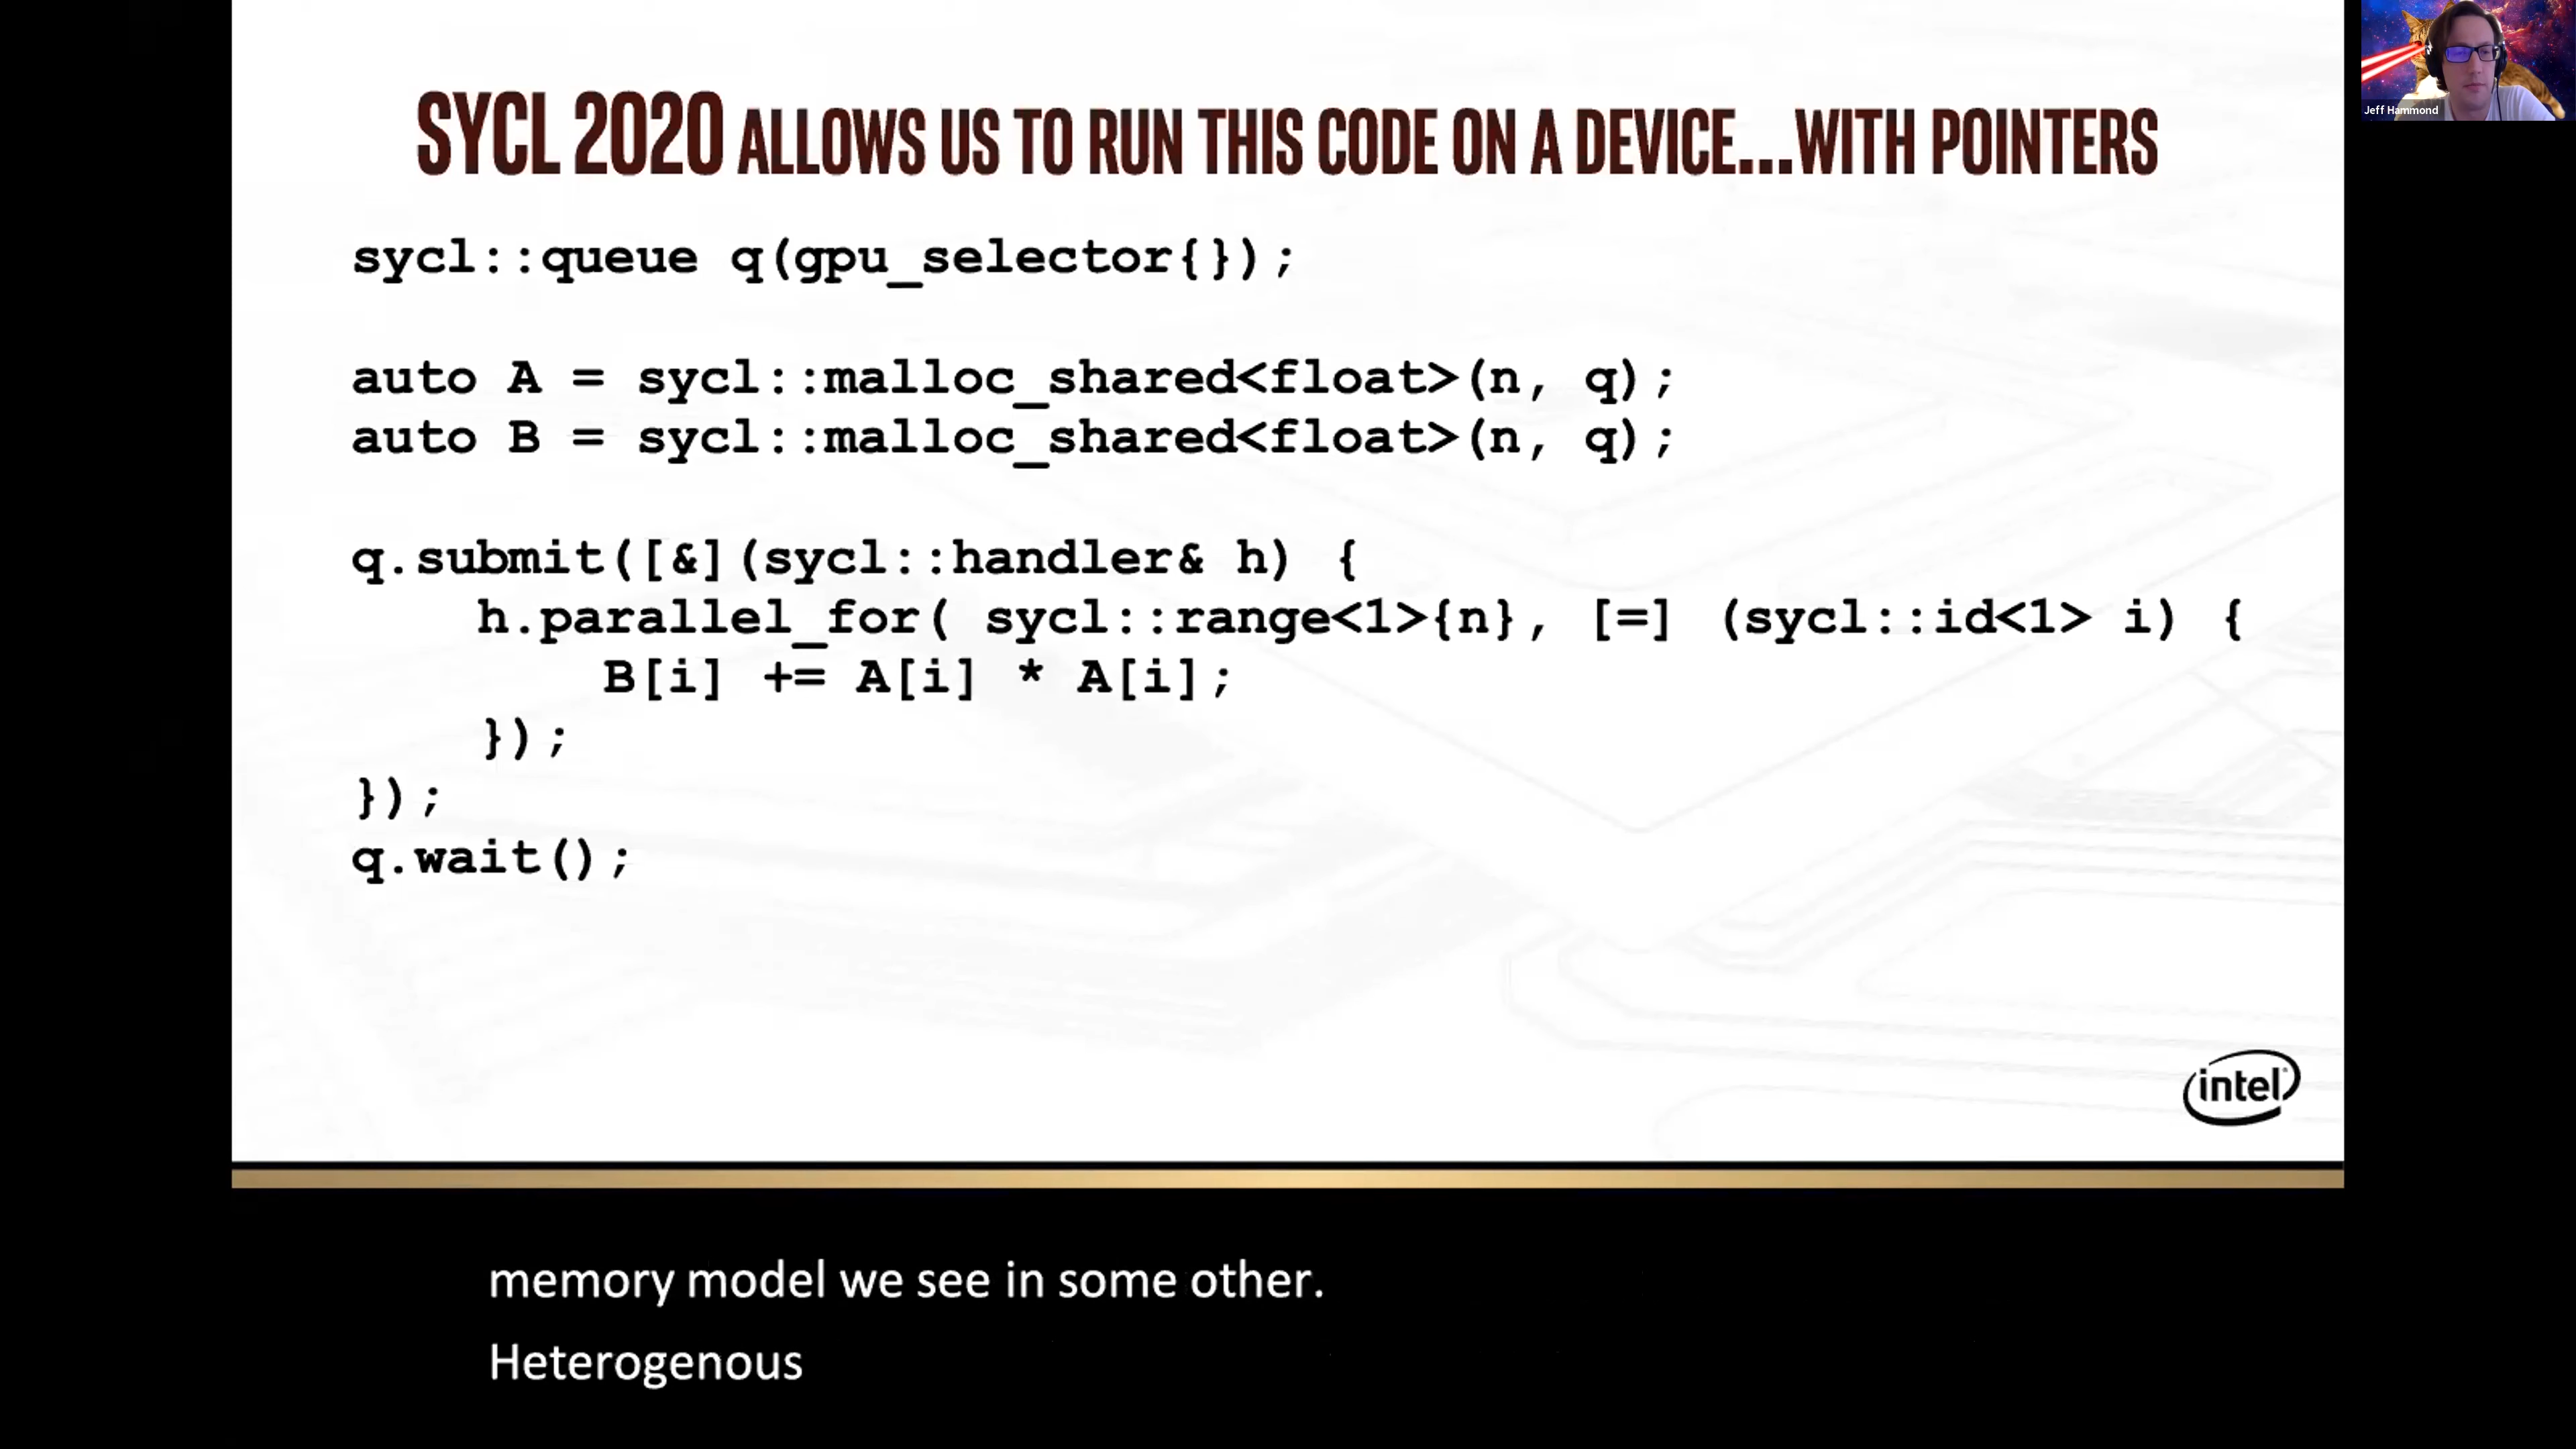 SYCL 2020 ALLOWS US TO RUN THIS CODE ON A DEVICE...WITH POINTERS
sycl::queue q(gpu_selector{});
auto A = sycl::malloc_shared<float>(n, q);
auto B = sycl::malloc_shared<float>(n, q);
q.submit([&](sycl::handler& h) {
h.parallel_for( sycl::range<1>{n}, [=] (sycl::id<1> i) {
B[i] += A[i] * A[i];
});
});
q.wait();
intel
Jeff Hammond
memory model we see in some other.
Heterogenous